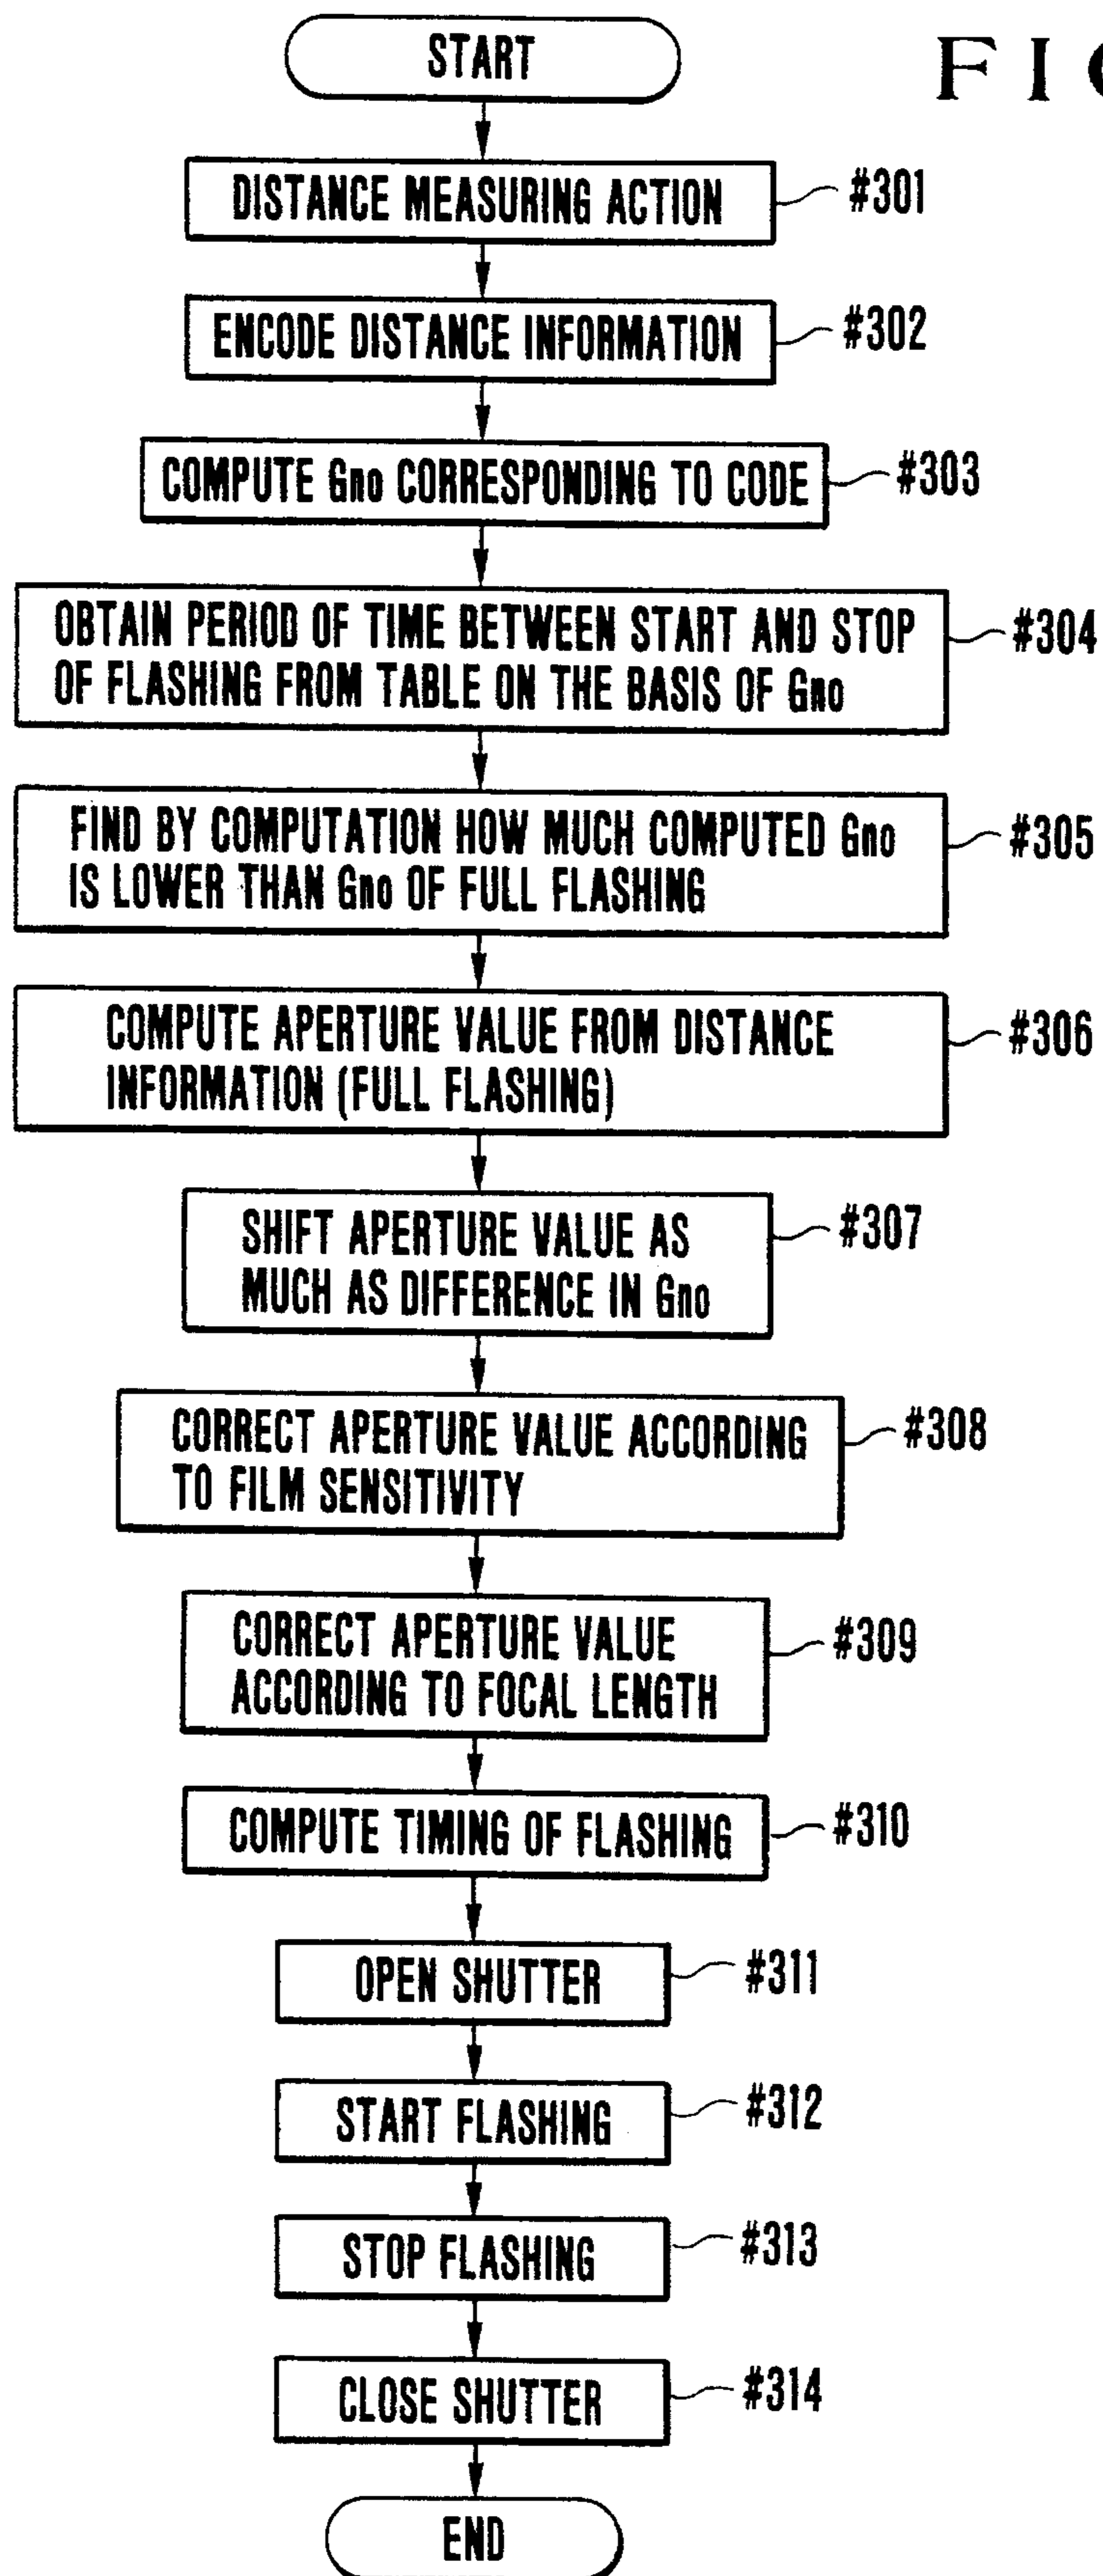 START
F I
DISTANCE MEASURING ACTION
#301
ENCODE DISTANCE INFORMATION
#302
COMPUTE Gno CORRESPONDING TO CODE
#303
OBTAIN PERIOD OF TIME BETWEEN START AND STOP
OF FLASHING FROM TABLE ON THE BASIS OF Gno
#304
FIND BY COMPUTATION HOW MUCH COMPUTED Gno
IS LOWER THAN Gno OF FULL FLASHING
#305
COMPUTE APERTURE VALUE FROM DISTANCE
INFORMATION (FULL FLASHING)
#306
SHIFT APERTURE VALUE AS
MUCH AS DIFFERENCE IN Gno
#307
CORRECT APERTURE VALUE ACCORDING
TO FILM SENSITIVITY
#308
CORRECT APERTURE VALUE
ACCORDING TO FOCAL LENGTH
#309
COMPUTE TIMING OF FLASHING
#310
OPEN SHUTTER
#311
START FLASHING
#312
STOP FLASHING
#313
CLOSE SHUTTER
#314
END